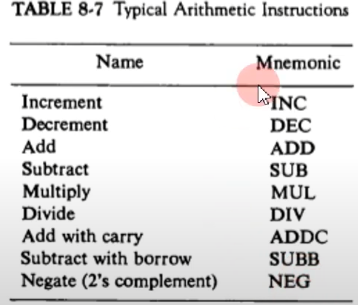 TABLE 8-7 Typical Arithmetic Instructions
Name Mnemonic
Increment INC
Decrement DEC
Add ADD
Subtract SUB
Multiply MUL
Divide DIV
Add with carry ADDC
Subtract with borrow SUBB
Negate (2's complement) NEG